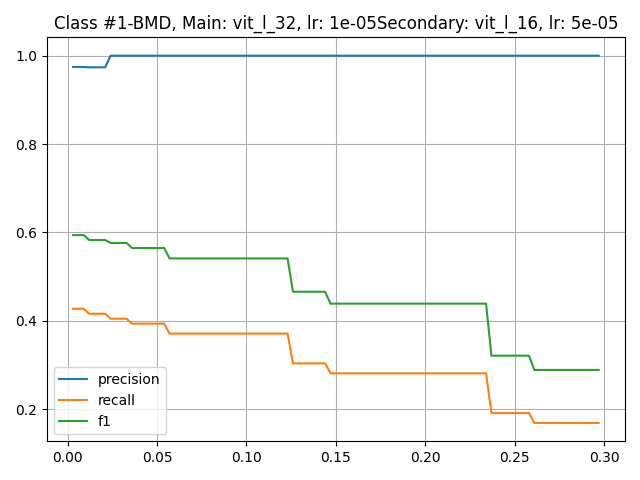 Class #1-BMD, Main: vit_l_32, lr: 1e-05Secondary: vit_l_16, lr: 5e-05
1.0
0.8
0.6
0.4
0.2
precision
recall
f1
0.00 0.05 0.10 0.15 0.20 0.25 0.30